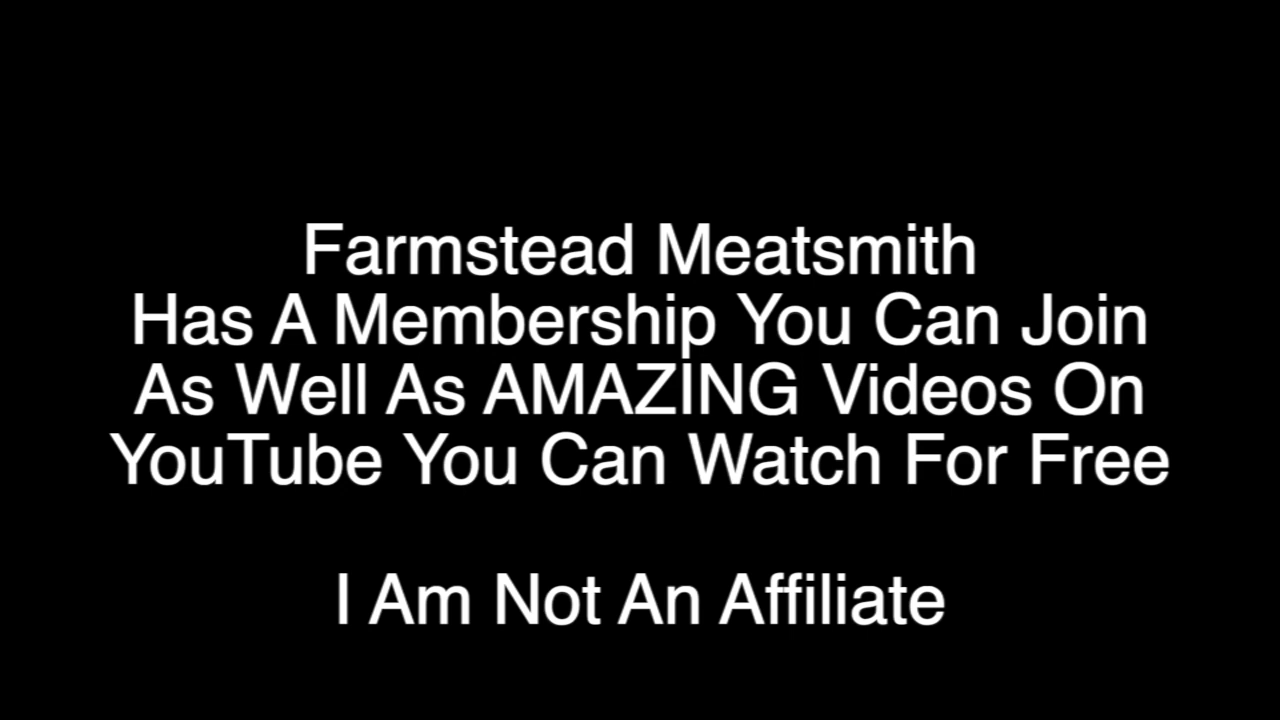 Farmstead Meatsmith
Has A Membership You Can Join
As Well As AMAZING Videos On
YouTube You Can Watch For Free
I Am Not An Affiliate